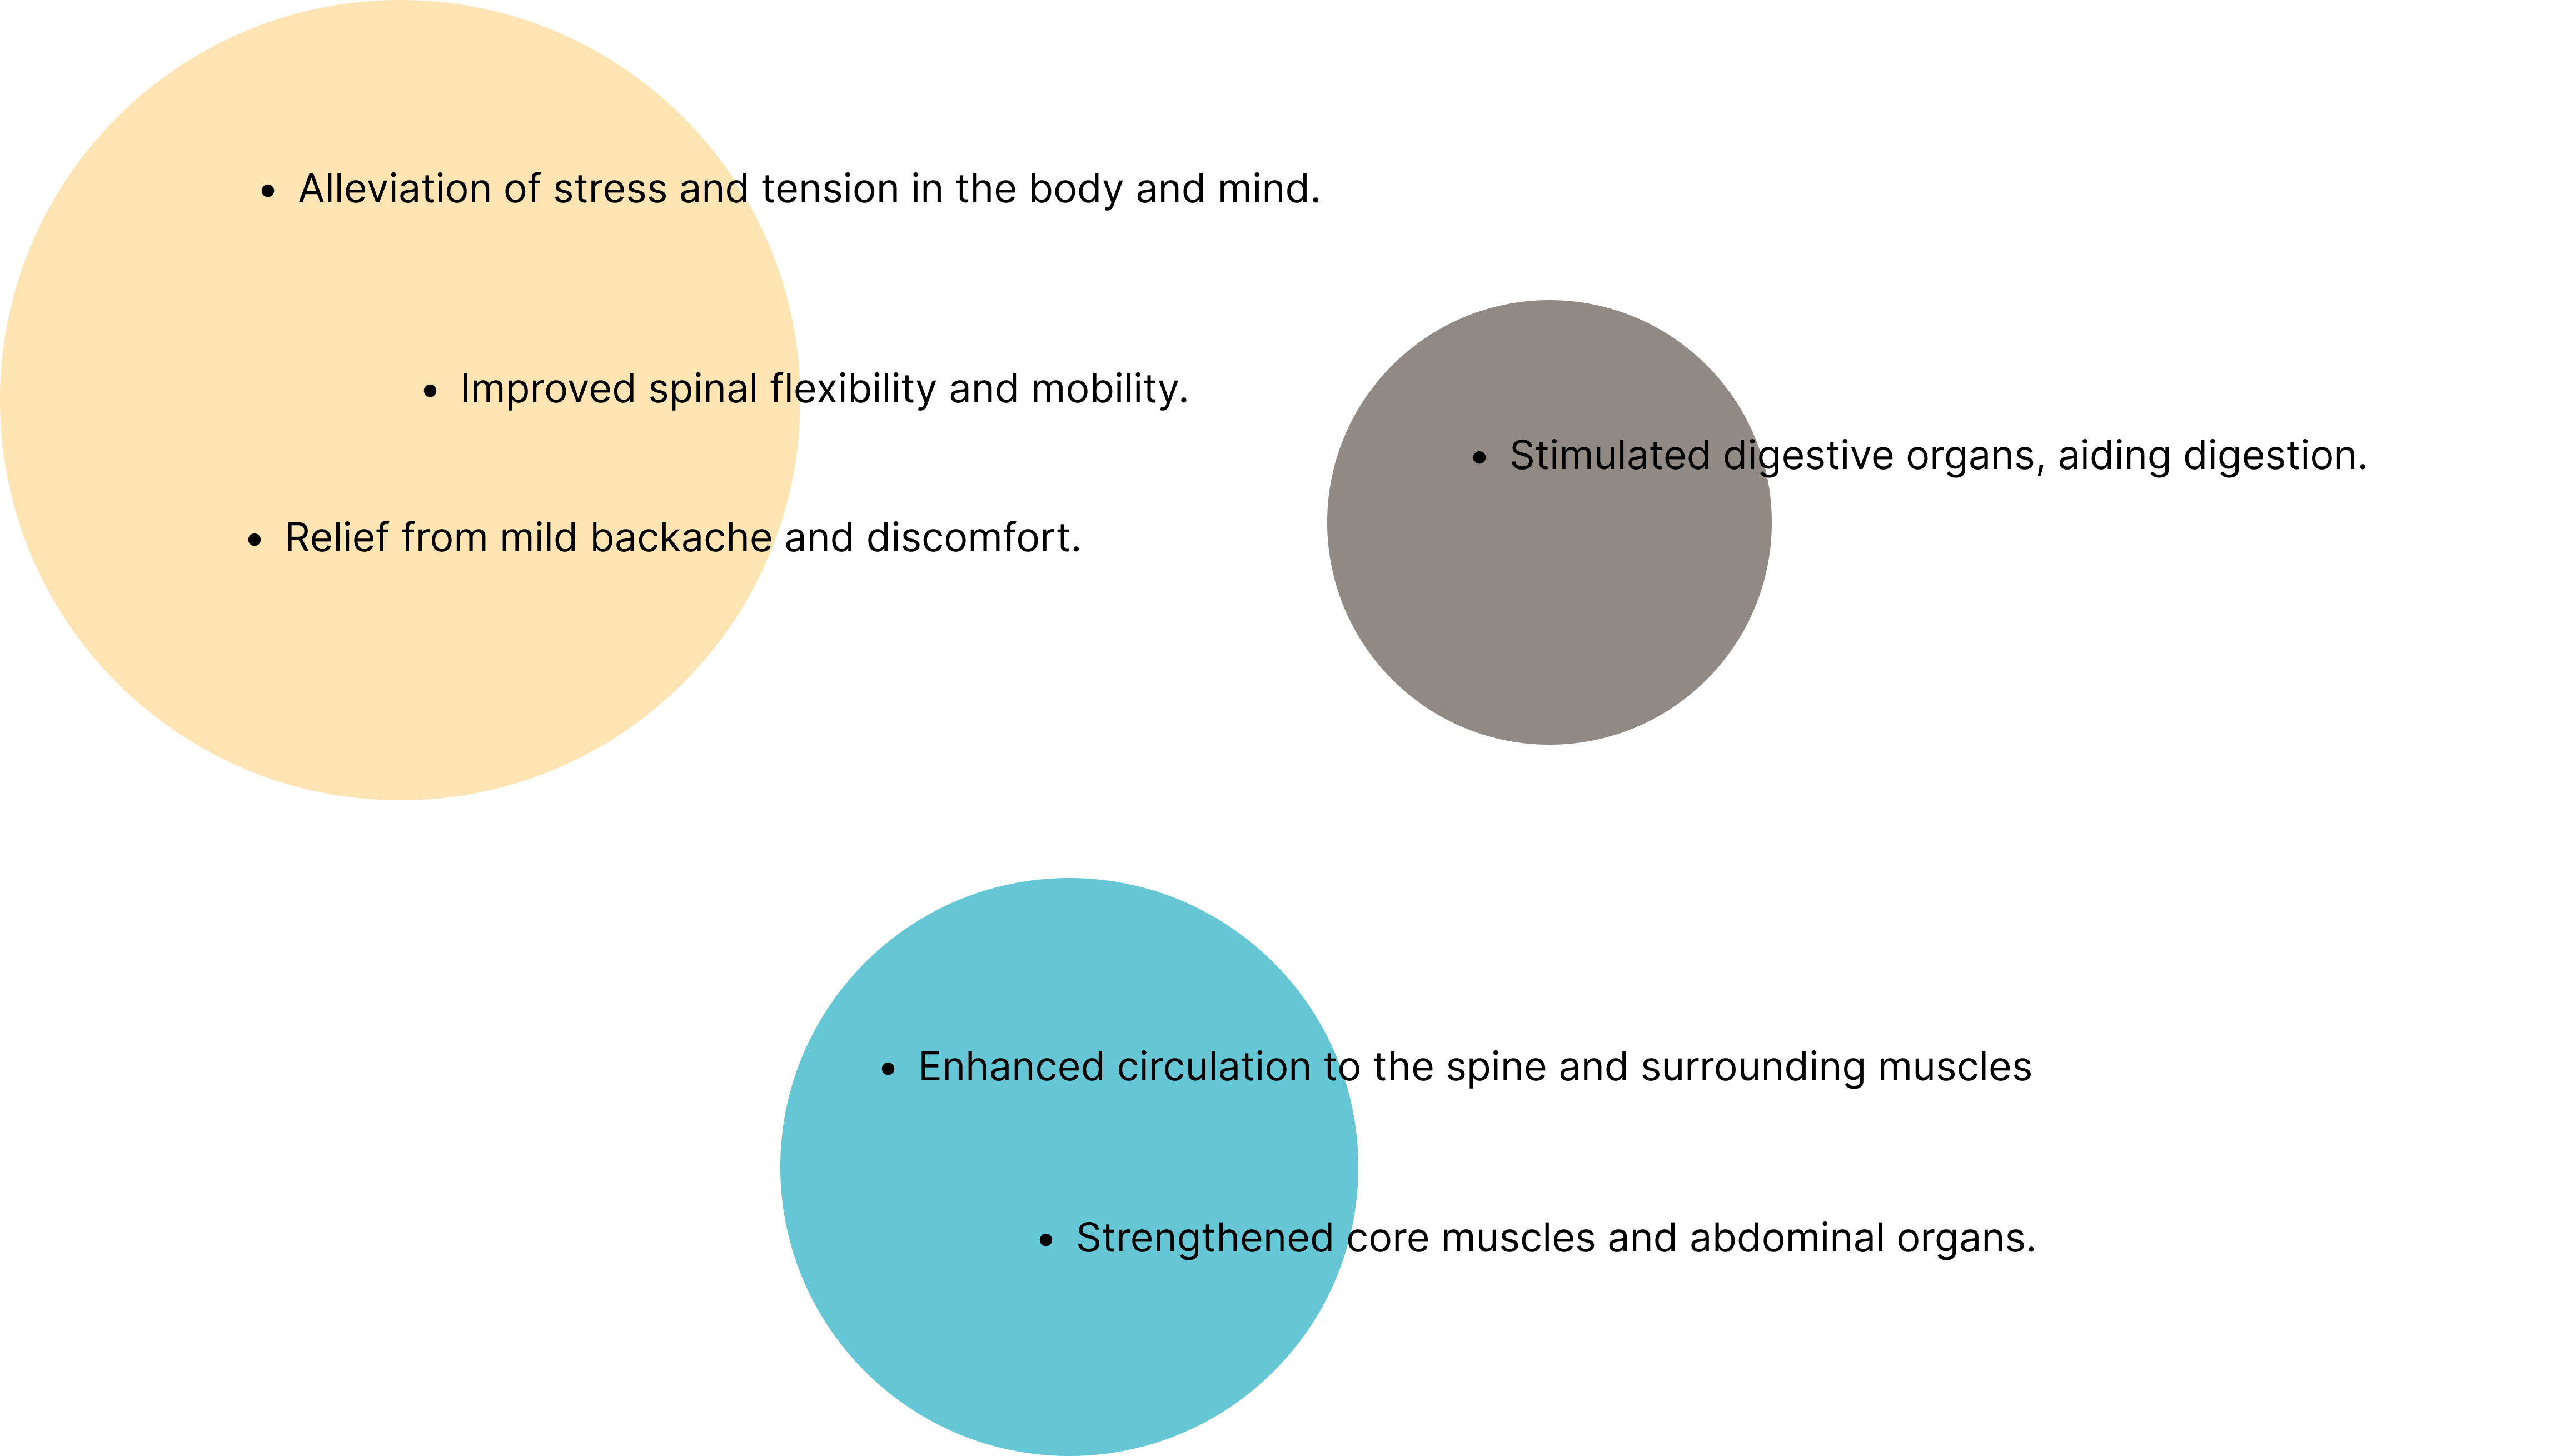 • Alleviation of stress and tension in the body and mind.
• Improved spinal flexibility and mobility.
• Relief from mild backache and discomfort.
• Stimulated digestive organs, aiding digestion.
• Enhanced circulation to the spine and surrounding muscles
• Strengthened core muscles and abdominal organs.